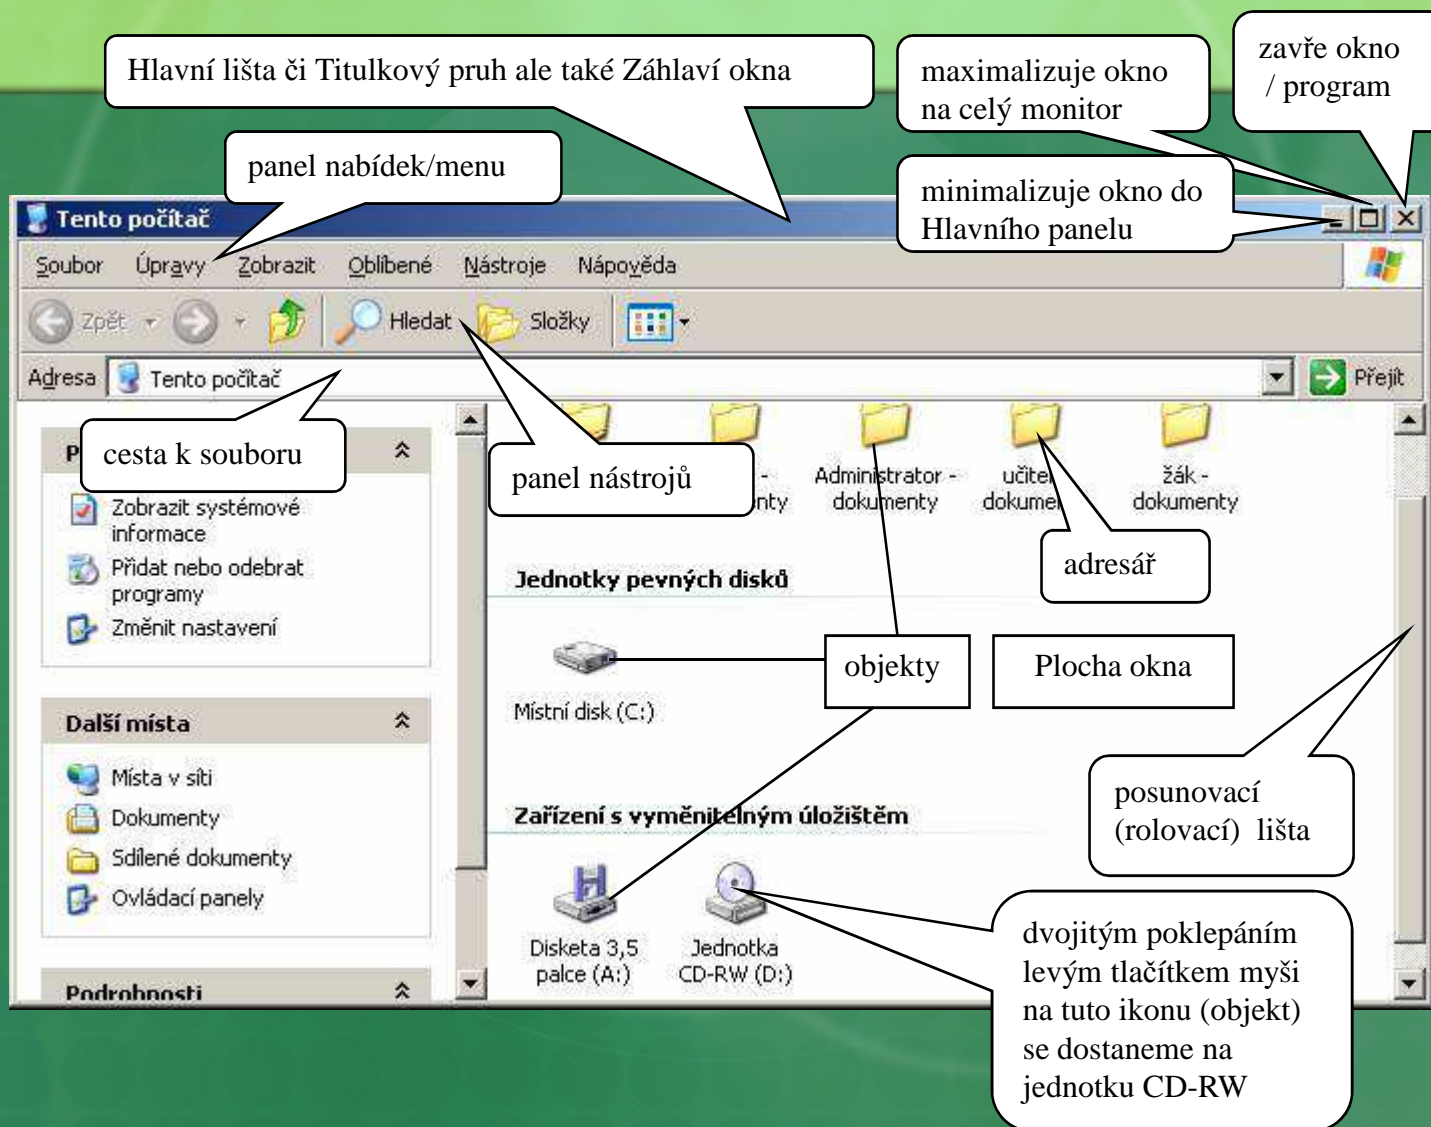 Hlavní lišta či Titulkový pruh ale také Záhlaví okna
maximalizuje okno
na celý monitor
zavře okno
/ program
panel nabídek/menu
minimalizuje okno do
Hlavního panelu
Tento počítač
Soubor Úpravy Zobrazit Oblíbené Nástroje Nápověda
Zpět Hledat Složky
Adresa Tento počítač Přejít
cesta k souboru
panel nástrojů
Zobrazit systémové
informace
Přidat nebo odebrat
programy
Změnit nastavení
Další místa
Místa v síti
Dokumenty
Sdílené dokumenty
Ovládací panely
Podrobnosti
Administrator -
dokumenty
žák -
dokumenty
adresář
Jednotky pevných disků
objekty
Plocha okna
Místní disk (C:)
posunovací
(rolovací) lišta
Zařízení s vyměnitelným úložištěm
Disketa 3,5
palce (A:)
Jednotka
CD-RW (D:)
dvojitým poklepáním
levým tlačítkem myši
na tuto ikonu (objekt)
se dostaneme na
jednotku CD-RW